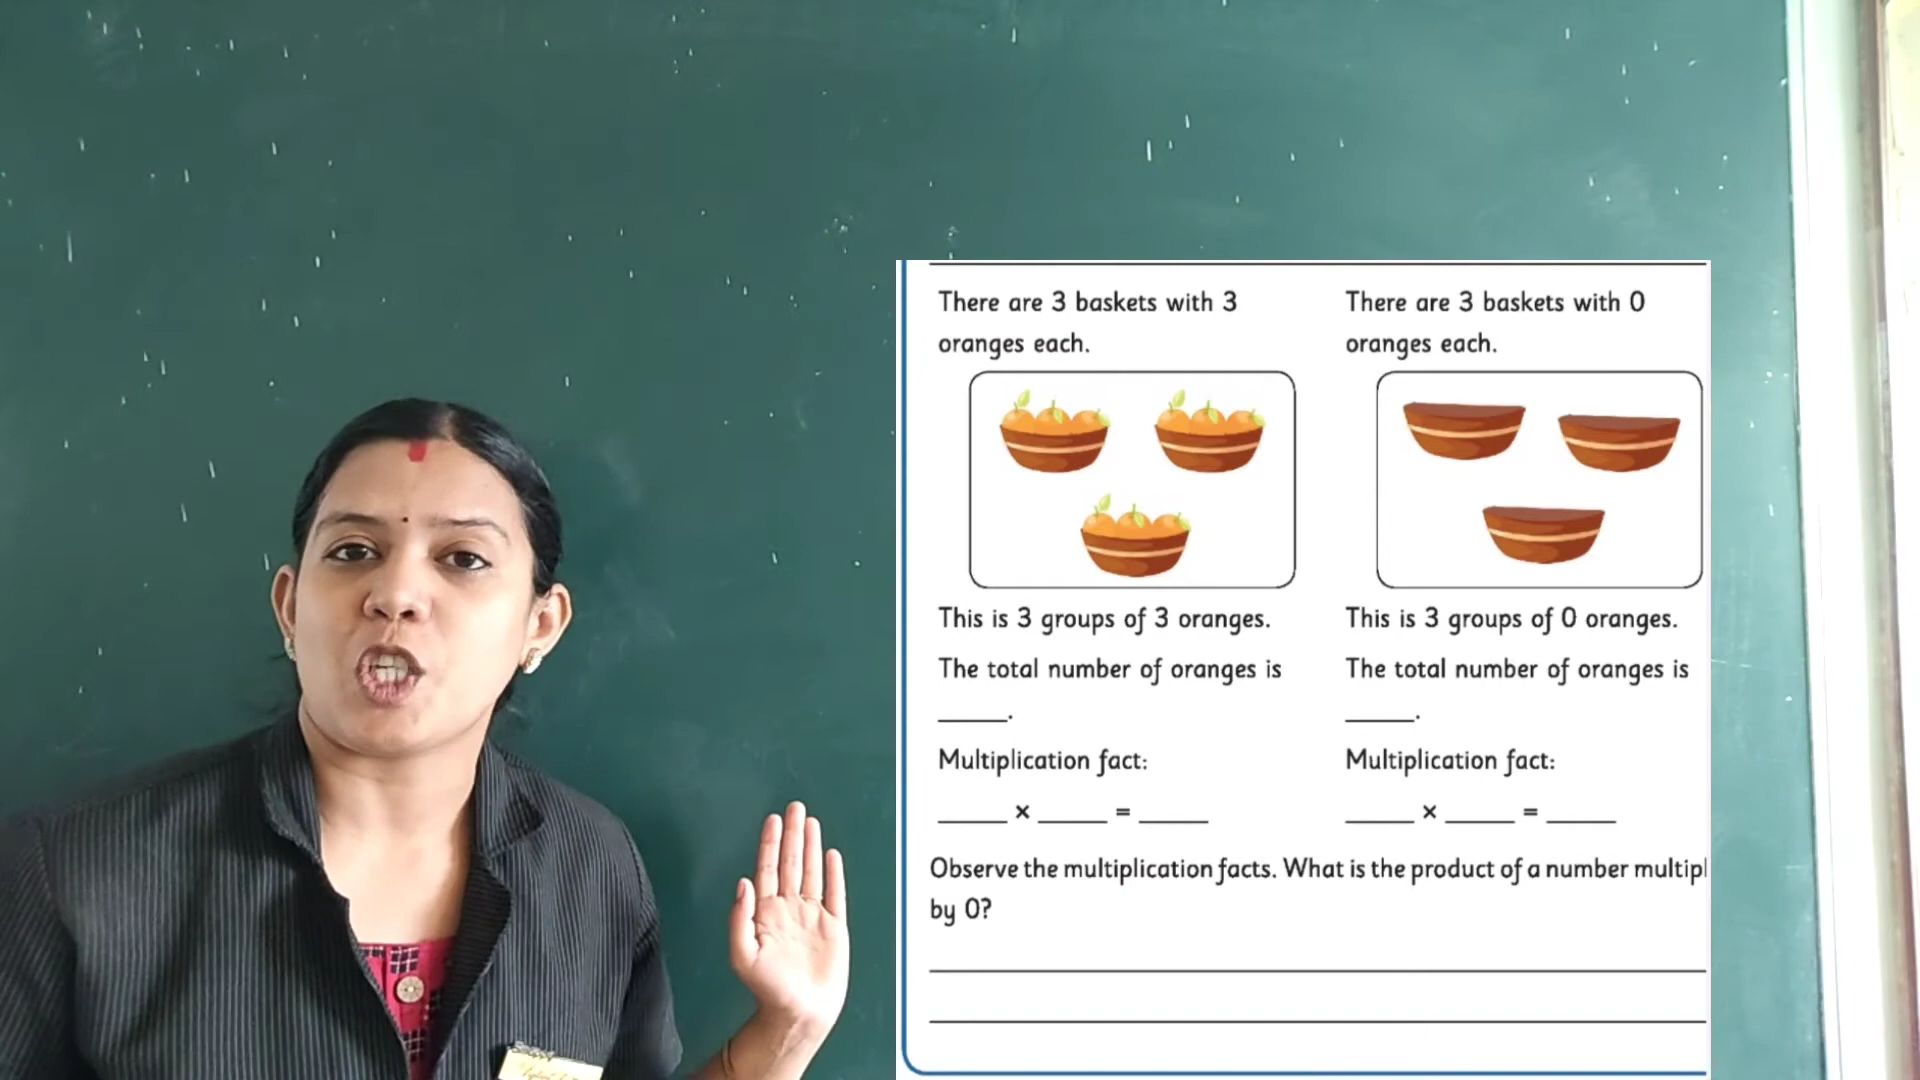 There are 3 baskets with 3
oranges each.
This is 3 groups of 3 oranges.
The total number of oranges is
_____.
Multiplication fact:
_____ × _____ = _____
There are 3 baskets with 0
oranges each.
This is 3 groups of 0 oranges.
The total number of oranges is
_____.
Multiplication fact:
_____ × _____ = _____
Observe the multiplication facts. What is the product of a number multipl
by 0?